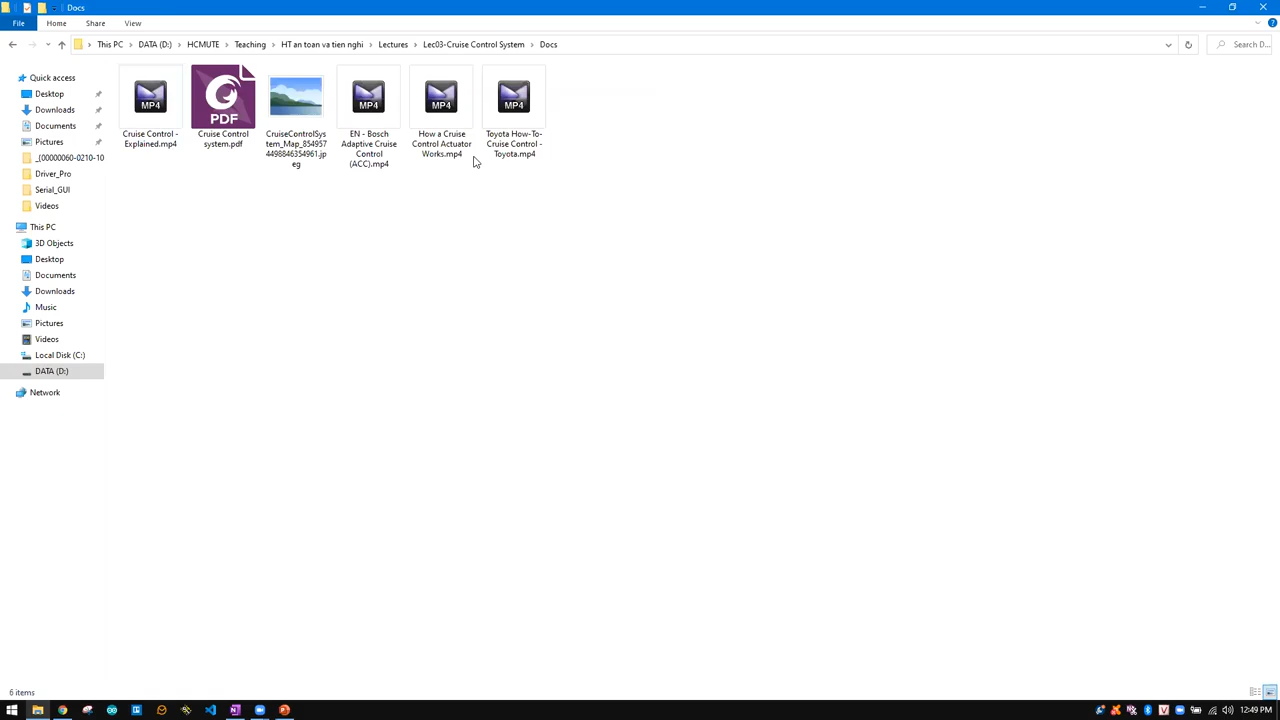 Docs
File Home Share View
This PC DATA (D:) HCMUTE Teaching HT an toan va tien nghi Lectures Lec03-Cruise Control System Docs
Search D...
Quick access
Desktop
Downloads
Documents
Pictures
_(00000060-0210-10
Driver_Pro
Serial_GUI
Videos
This PC
3D Objects
Desktop
Documents
Downloads
Music
Pictures
Videos
Local Disk (C:)
DATA (D:)
Network
MP4
Cruise Control -
Explained.mp4
PDF
Cruise Control
system.pdf
CruiseControlSys
tem_Map_854957
4498846354961.jp
eg
MP4
EN - Bosch
Adaptive Cruise
Control
(ACC).mp4
MP4
How a Cruise
Control Actuator
Works.mp4
MP4
Toyota How-To-
Cruise Control -
Toyota.mp4
6 items
12:49 PM